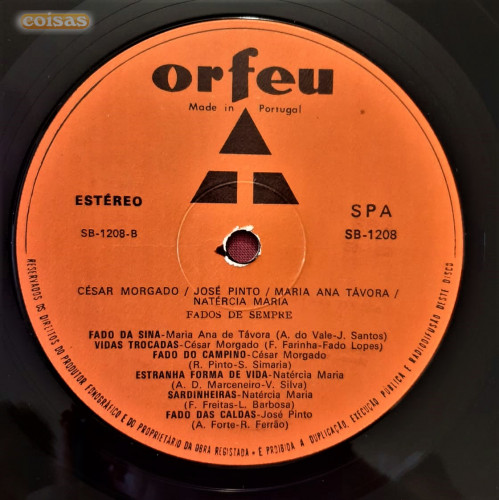 coisas
orfeu
Made in Portugal
ESTÉREO
SPA
SB-1208-B
SB-1208
CÉSAR MORGADO / JOSÉ PINTO / MARIA ANA TÁVORA /
NATÉRCIA MARIA
FADOS DE SEMPRE
FADO DA SINA-Maria Ana de Távora (A. do Vale-J. Santos)
VIDAS TROCADAS-César Morgado (F. Farinha-Fado Lopes)
FADO DO CAMPINO-César Morgado
(R. Pinto-S. Simaria)
ESTRANHA FORMA DE VIDA-Natércia Maria
(A. D. Marceneiro-V. Silva)
SARDINHEIRAS-Natércia Maria
(F. Freitas-L. Barbosa)
FADO DAS CALDAS-José Pinto
(A. Forte-R. Ferrão)
RESERVADOS OS DIREITOS DO PRODUTOR FONOGRÁFICO E DO PROPRIETÁRIO DA OBRA REGISTADA • É PROIBIDA A DUPLICAÇÃO, EXECUÇÃO PÚBLICA E RADIODIFUSÃO DESTE DISCO